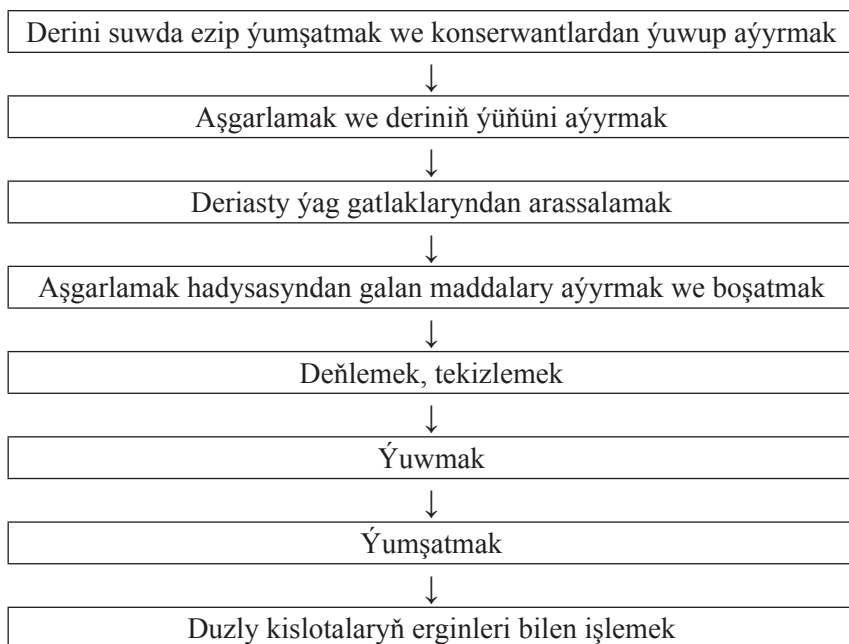 Derini suwda ezip ýumşatmak we konserwantlardan ýuwup aýyrmak
↓
Aşgarlamak we deriniň ýüňüni aýyrmak
↓
Deriasty ýag gatlaklaryndan arassalamak
↓
Aşgarlamak hadysasyndan galan maddalary aýyrmak we boşatmak
↓
Deňlemek, tekizlemek
↓
Ýuwmak
↓
Ýumşatmak
↓
Duzly kislotalaryň erginleri bilen işlemek